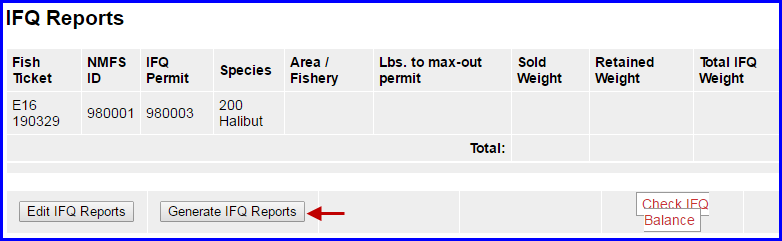 IFQ Reports
Fish Ticket NMFS ID IFQ Permit Species Area / Fishery Lbs. to max-out permit Sold Weight Retained Weight Total IFQ Weight
E16 190329 980001 980003 200 Halibut
Total:
Edit IFQ Reports Generate IFQ Reports Check IFQ Balance